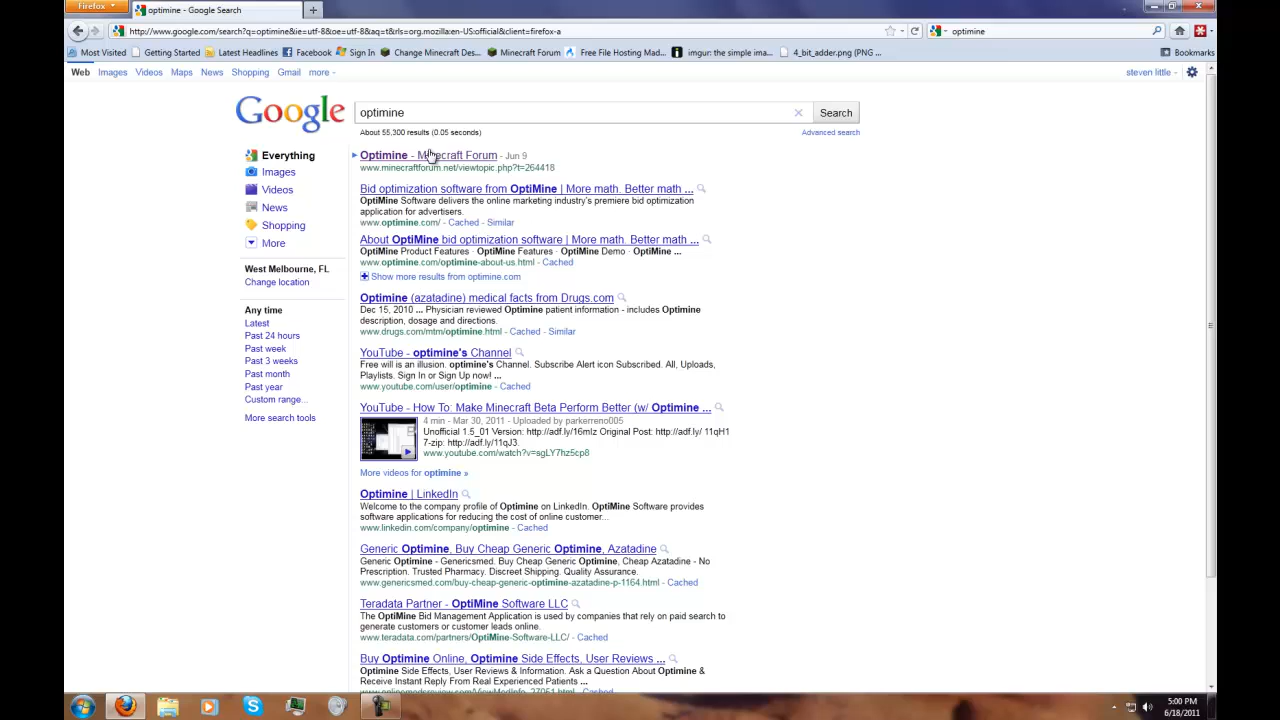 Firefox
optimine - Google Search
http://www.google.com/search?q=optimine&ie=utf-8&oe=utf-8&aq=t&rls=org.mozilla:en-US:official&client=firefox-a
optimine
Most Visited Getting Started Latest Headlines Facebook Sign In Change Minecraft Des... Minecraft Forum Free File Hosting Mad... imgur: the simple ima... 4_bit_adder.png (PNG ... Bookmarks
Web Images Videos Maps News Shopping Gmail more
steven little
Google
optimine
Search
About 55,300 results (0.05 seconds)
Advanced search
Everything
Images
Videos
News
Shopping
More
West Melbourne, FL
Change location
Any time
Latest
Past 24 hours
Past week
Past 3 weeks
Past month
Past year
Custom range...
More search tools
Optimine - Minecraft Forum - Jun 9
www.minecraftforum.net/viewtopic.php?t=264418
Bid optimization software from OptiMine | More math. Better math ...
OptiMine Software delivers the online marketing industry's premiere bid optimization
application for advertisers.
www.optimine.com/ - Cached - Similar
About OptiMine bid optimization software | More math. Better math ...
OptiMine Product Features · OptiMine Features · OptiMine Demo · OptiMine ...
www.optimine.com/optimine-about-us.html - Cached
Show more results from optimine.com
Optimine (azatadine) medical facts from Drugs.com
Dec 15, 2010 ... Physician reviewed Optimine patient information - includes Optimine
description, dosage and directions.
www.drugs.com/mtm/optimine.html - Cached - Similar
YouTube - optimine's Channel
Free will is an illusion. optimine's Channel. Subscribe Alert icon Subscribed. All, Uploads,
Playlists. Sign In or Sign Up now! ...
www.youtube.com/user/optimine - Cached
YouTube - How To: Make Minecraft Beta Perform Better (w/ Optimine ...
4 min - Mar 30, 2011 - Uploaded by parkerreno005
Unofficial 1.5_01 Version: http://adf.ly/16mIz Original Post: http://adf.ly/ 11qH1
7-zip: http://adf.ly/11qJ3.
www.youtube.com/watch?v=sgLY7hz5cp8
More videos for optimine »
Optimine | LinkedIn
Welcome to the company profile of Optimine on LinkedIn. OptiMine Software provides
software applications for reducing the cost of online customer...
www.linkedin.com/company/optimine - Cached
Generic Optimine, Buy Cheap Generic Optimine, Azatadine
Generic Optimine - Genericsmed. Buy Cheap Generic Optimine, Cheap Azatadine - No
Prescription. Trusted Pharmacy. Discreet Shipping. Quality Assurance.
www.genericsmed.com/buy-cheap-generic-optimine-azatadine-p-1164.html - Cached
Teradata Partner - OptiMine Software LLC
The OptiMine Bid Management Application is used by companies that rely on paid search to
generate customers or customer leads online.
www.teradata.com/partners/OptiMine-Software-LLC/ - Cached
Buy Optimine Online, Optimine Side Effects, User Reviews ...
Optimine Side Effects, User Reviews & Information. Ask a Question About Optimine &
Receive Instant Reply From Real Experienced Patients ...
5:00 PM
6/18/2011